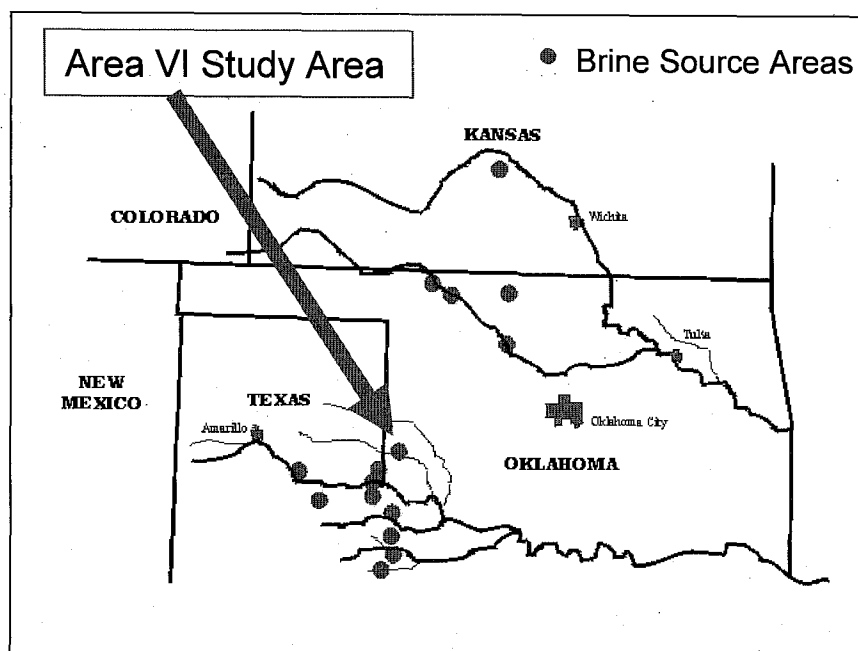 Area VI Study Area
Brine Source Areas
KANSAS
Wichita
COLORADO
Tulsa
NEW
MEXICO
TEXAS
Amarillo
Oklahoma City
OKLAHOMA